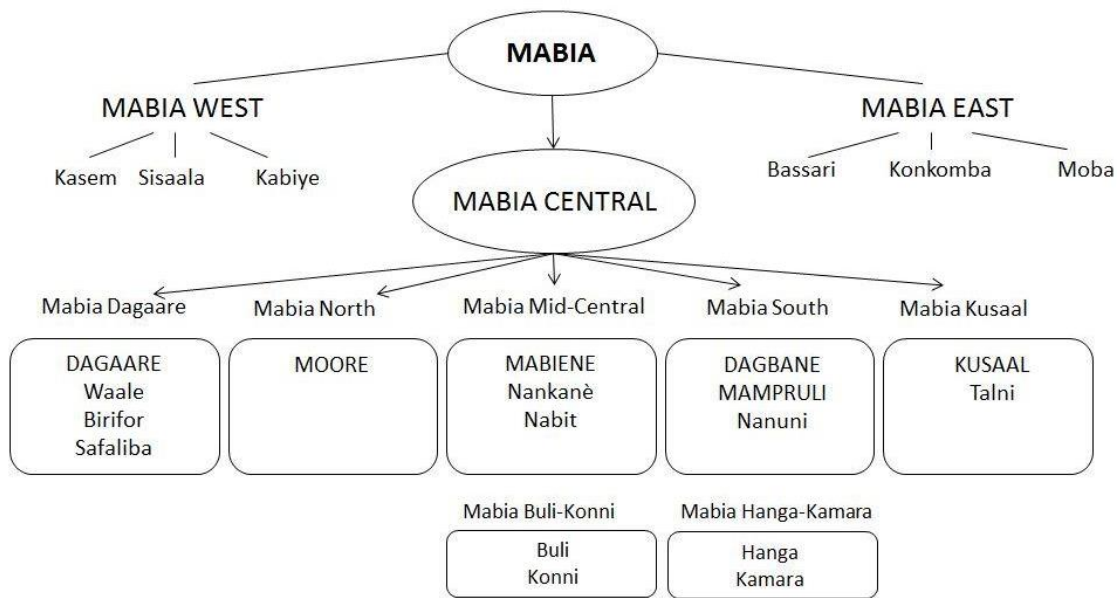 MABIA
MABIA WEST
MABIA EAST
Kasem Sisaala Kabiye
Bassari Konkomba Moba
MABIA CENTRAL
Mabia Dagaare
Mabia North
Mabia Mid-Central
Mabia South
Mabia Kusaal
DAGAARE
Waale
Birifor
Safaliba
MOORE
MABIENE
Nankanè
Nabit
DAGBANE
MAMPRULI
Nanuni
KUSAAL
Talni
Mabia Buli-Konni
Buli
Konni
Mabia Hanga-Kamara
Hanga
Kamara